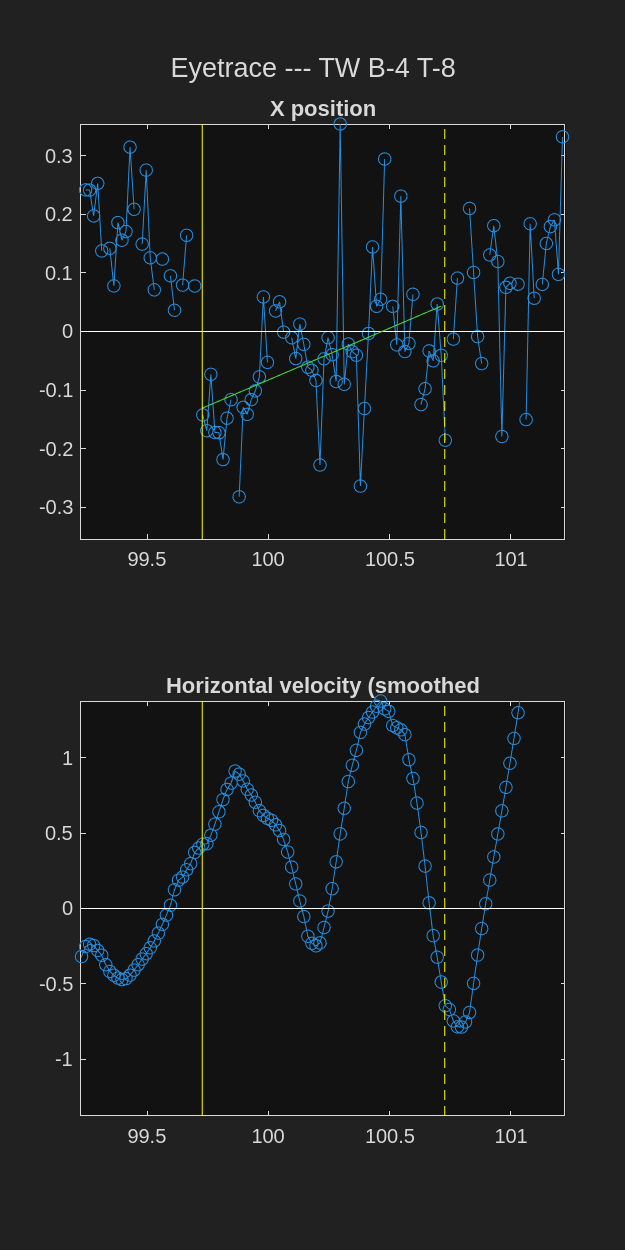 Eyetrace --- TW B-4 T-8
X position
0.3
0.2
0.1
0
-0.1
-0.2
-0.3
99.5 100 100.5 101
Horizontal velocity (smoothed
1
0.5
0
-0.5
-1
99.5 100 100.5 101